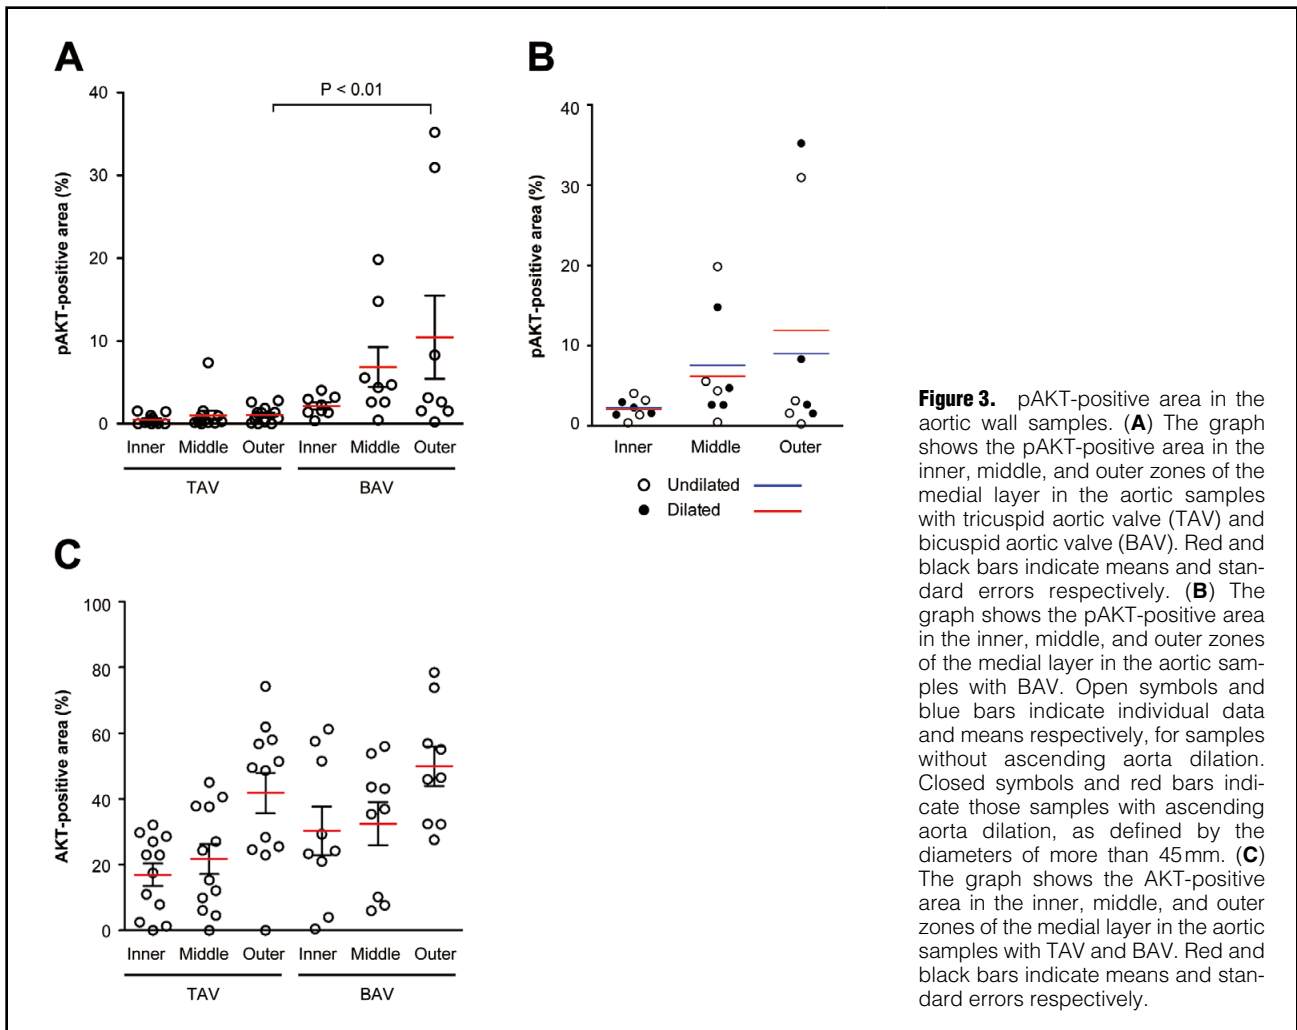 A
P < 0.01
pAKT-positive area (%)
40
30
20
10
0
Inner Middle Outer Inner Middle Outer
TAV BAV
B
pAKT-positive area (%)
40
30
20
10
0
Inner Middle Outer
Undilated
Dilated
C
AKT-positive area (%)
100
80
60
40
20
0
Inner Middle Outer Inner Middle Outer
TAV BAV
Figure 3. pAKT-positive area in the
aortic wall samples. (A) The graph
shows the pAKT-positive area in the
inner, middle, and outer zones of the
medial layer in the aortic samples
with tricuspid aortic valve (TAV) and
bicuspid aortic valve (BAV). Red and
black bars indicate means and stan-
dard errors respectively. (B) The
graph shows the pAKT-positive area
in the inner, middle, and outer zones
of the medial layer in the aortic sam-
ples with BAV. Open symbols and
blue bars indicate individual data
and means respectively, for samples
without ascending aorta dilation.
Closed symbols and red bars indi-
cate those samples with ascending
aorta dilation, as defined by the
diameters of more than 45 mm. (C)
The graph shows the AKT-positive
area in the inner, middle, and outer
zones of the medial layer in the aortic
samples with TAV and BAV. Red and
black bars indicate means and stan-
dard errors respectively.